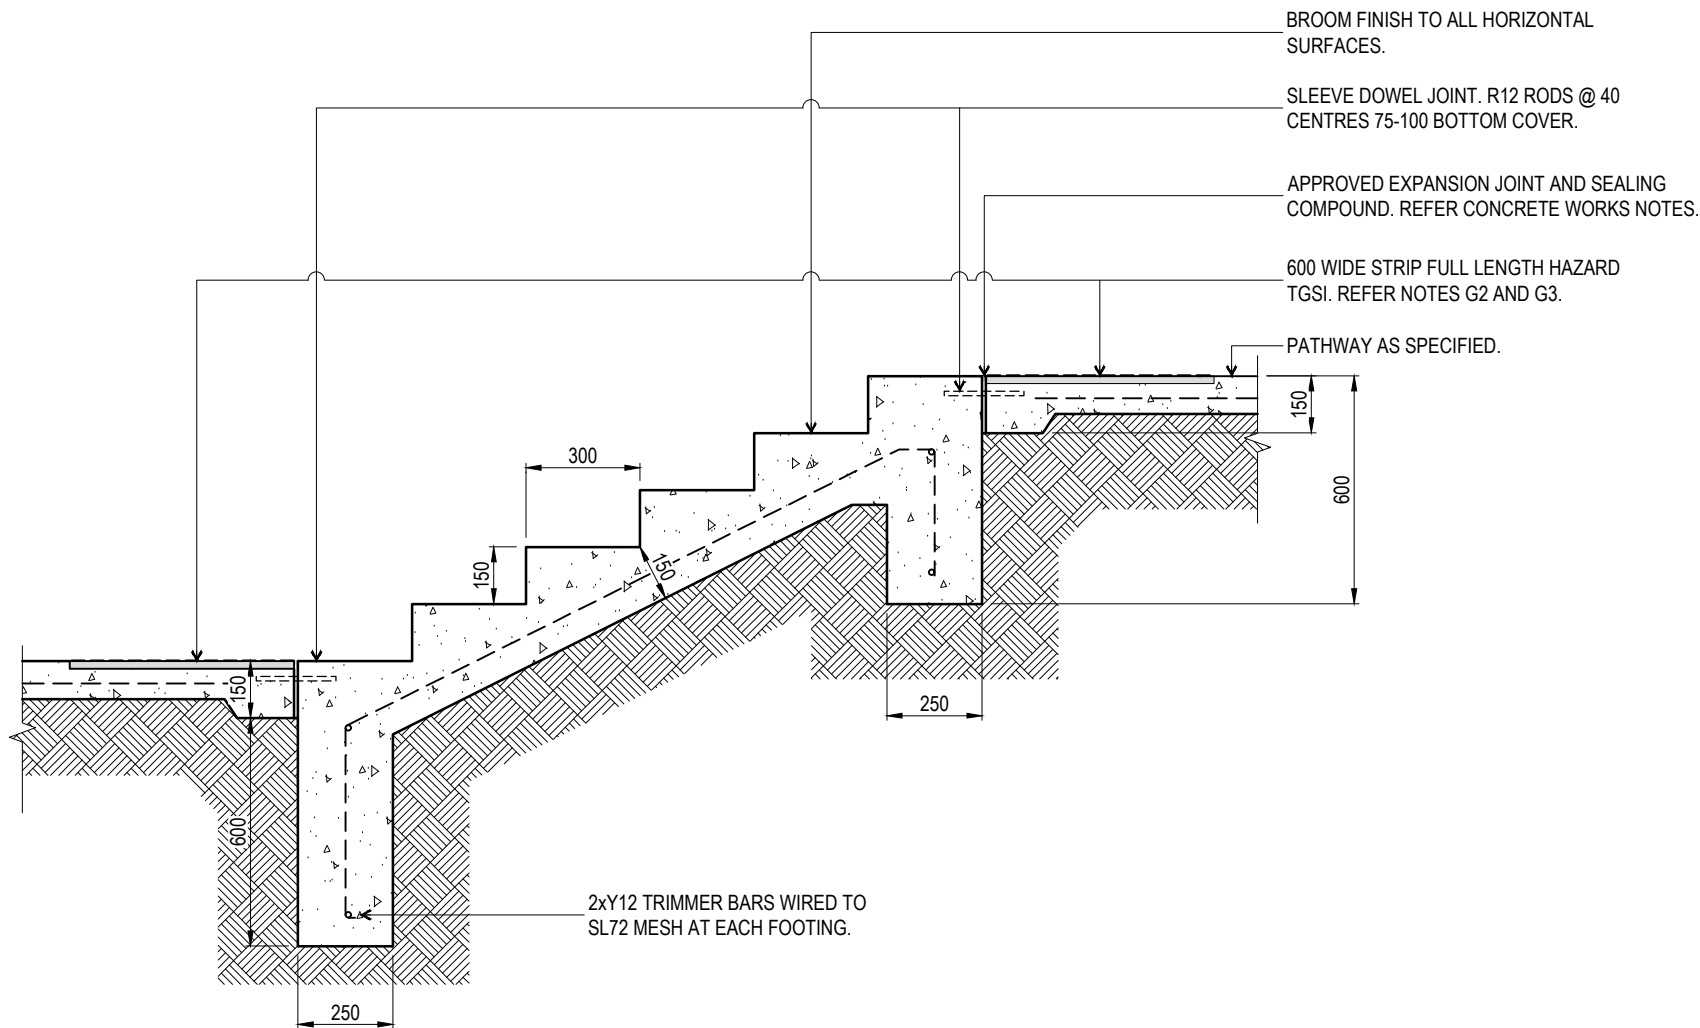 BROOM FINISH TO ALL HORIZONTAL
SURFACES.
SLEEVE DOWEL JOINT. R12 RODS @ 40
CENTRES 75-100 BOTTOM COVER.
APPROVED EXPANSION JOINT AND SEALING
COMPOUND. REFER CONCRETE WORKS NOTES.
600 WIDE STRIP FULL LENGTH HAZARD
TGSI. REFER NOTES G2 AND G3.
PATHWAY AS SPECIFIED.
150
600
300
150
150
250
150
600
2xY12 TRIMMER BARS WIRED TO
SL72 MESH AT EACH FOOTING.
250